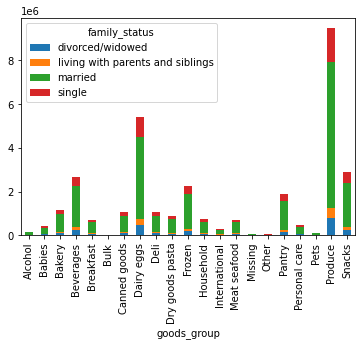 1e6
family_status
divorced/widowed
living with parents and siblings
married
single
8
6
4
2
0
Alcohol
Babies
Bakery
Beverages
Breakfast
Bulk
Canned goods
Dairy eggs
Deli
Dry goods pasta
Frozen
Household
International
Meat seafood
Missing
Other
Pantry
Personal care
Pets
Produce
Snacks
goods_group